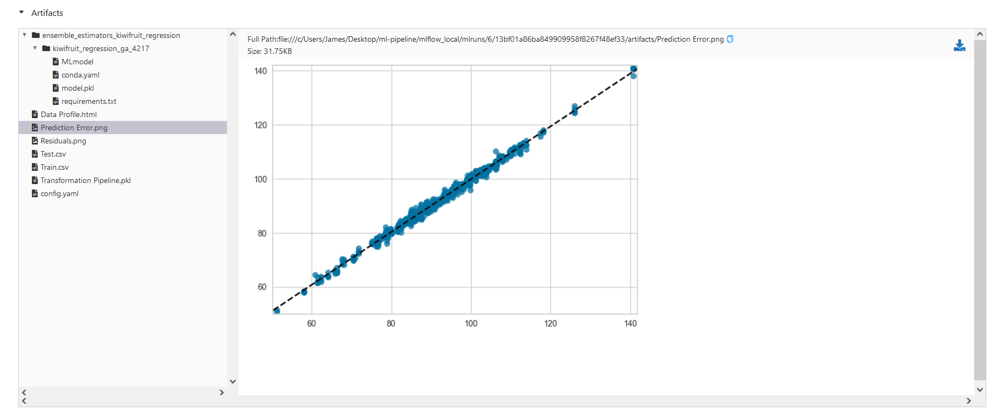 Artifacts
ensemble_estimators_kiwifruit_regression
kiwifruit_regression_ga_4217
MLmodel
conda.yaml
model.pkl
requirements.txt
Data Profile.html
Prediction Error.png
Residuals.png
Test.csv
Train.csv
Transformation Pipeline.pkl
config.yaml
Full Path:file:///c/Users/James/Desktop/ml-pipeline/mlflow_local/mlruns/6/13bf01a86ba849909958f8267f48ef33/artifacts/Prediction Error.png
Size: 31.75KB
140
120
100
80
60
60 80 100 120 140